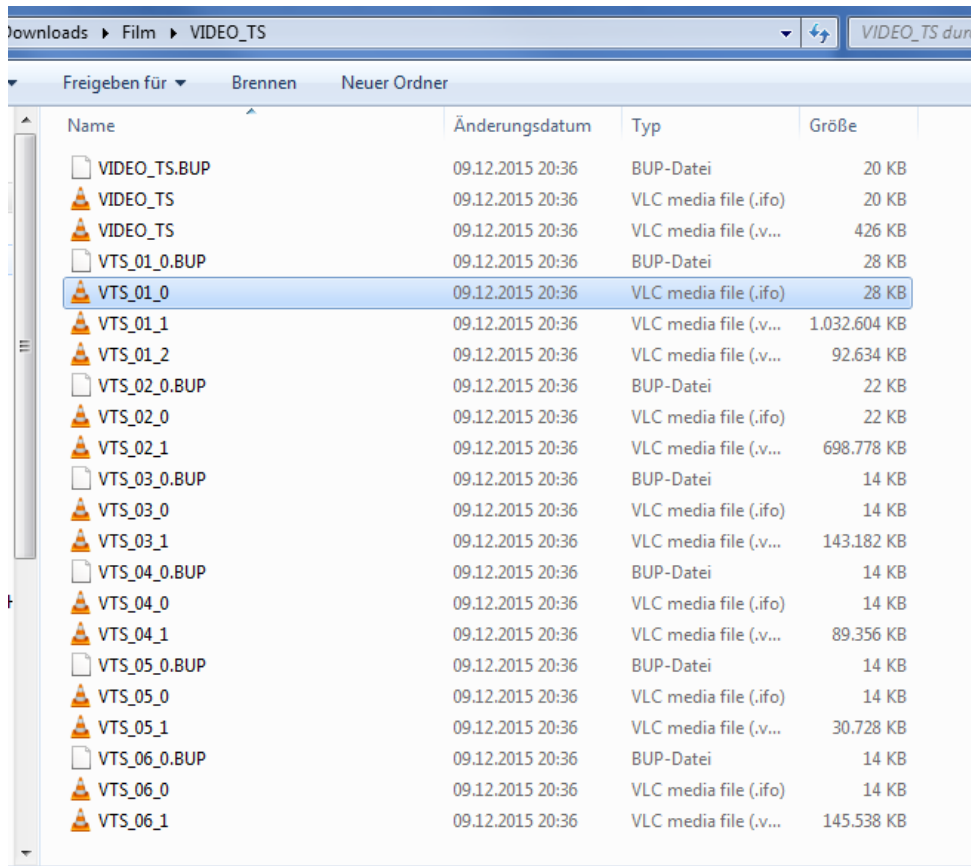 Downloads ▸ Film ▸ VIDEO_TS VIDEO_TS dur
Freigeben für Brennen Neuer Ordner
Name Änderungsdatum Typ Größe
VIDEO_TS.BUP 09.12.2015 20:36 BUP-Datei 20 KB
VIDEO_TS 09.12.2015 20:36 VLC media file (.ifo) 20 KB
VIDEO_TS 09.12.2015 20:36 VLC media file (.v... 426 KB
VTS_01_0.BUP 09.12.2015 20:36 BUP-Datei 28 KB
VTS_01_0 09.12.2015 20:36 VLC media file (.ifo) 28 KB
VTS_01_1 09.12.2015 20:36 VLC media file (.v... 1.032.604 KB
VTS_01_2 09.12.2015 20:36 VLC media file (.v... 92.634 KB
VTS_02_0.BUP 09.12.2015 20:36 BUP-Datei 22 KB
VTS_02_0 09.12.2015 20:36 VLC media file (.ifo) 22 KB
VTS_02_1 09.12.2015 20:36 VLC media file (.v... 698.778 KB
VTS_03_0.BUP 09.12.2015 20:36 BUP-Datei 14 KB
VTS_03_0 09.12.2015 20:36 VLC media file (.ifo) 14 KB
VTS_03_1 09.12.2015 20:36 VLC media file (.v... 143.182 KB
VTS_04_0.BUP 09.12.2015 20:36 BUP-Datei 14 KB
VTS_04_0 09.12.2015 20:36 VLC media file (.ifo) 14 KB
VTS_04_1 09.12.2015 20:36 VLC media file (.v... 89.356 KB
VTS_05_0.BUP 09.12.2015 20:36 BUP-Datei 14 KB
VTS_05_0 09.12.2015 20:36 VLC media file (.ifo) 14 KB
VTS_05_1 09.12.2015 20:36 VLC media file (.v... 30.728 KB
VTS_06_0.BUP 09.12.2015 20:36 BUP-Datei 14 KB
VTS_06_0 09.12.2015 20:36 VLC media file (.ifo) 14 KB
VTS_06_1 09.12.2015 20:36 VLC media file (.v... 145.538 KB